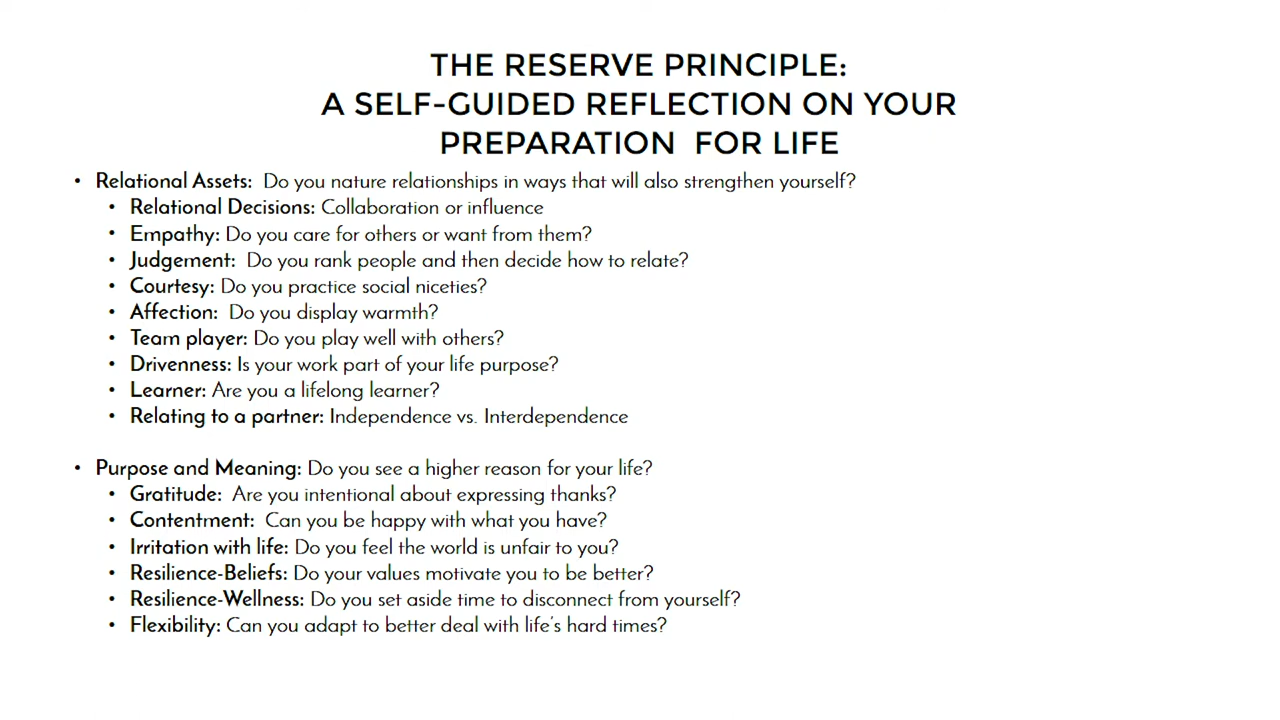 THE RESERVE PRINCIPLE:
A SELF-GUIDED REFLECTION ON YOUR
PREPARATION  FOR LIFE
• Relational Assets:  Do you nature relationships in ways that will also strengthen yourself?
• Relational Decisions: Collaboration or influence
• Empathy: Do you care for others or want from them?
• Judgement:  Do you rank people and then decide how to relate?
• Courtesy: Do you practice social niceties?
• Affection:  Do you display warmth?
• Team player: Do you play well with others?
• Drivenness: Is your work part of your life purpose?
• Learner: Are you a lifelong learner?
• Relating to a partner: Independence vs. Interdependence
• Purpose and Meaning: Do you see a higher reason for your life?
• Gratitude:  Are you intentional about expressing thanks?
• Contentment:  Can you be happy with what you have?
• Irritation with life: Do you feel the world is unfair to you?
• Resilience-Beliefs: Do your values motivate you to be better?
• Resilience-Wellness: Do you set aside time to disconnect from yourself?
• Flexibility: Can you adapt to better deal with life's hard times?